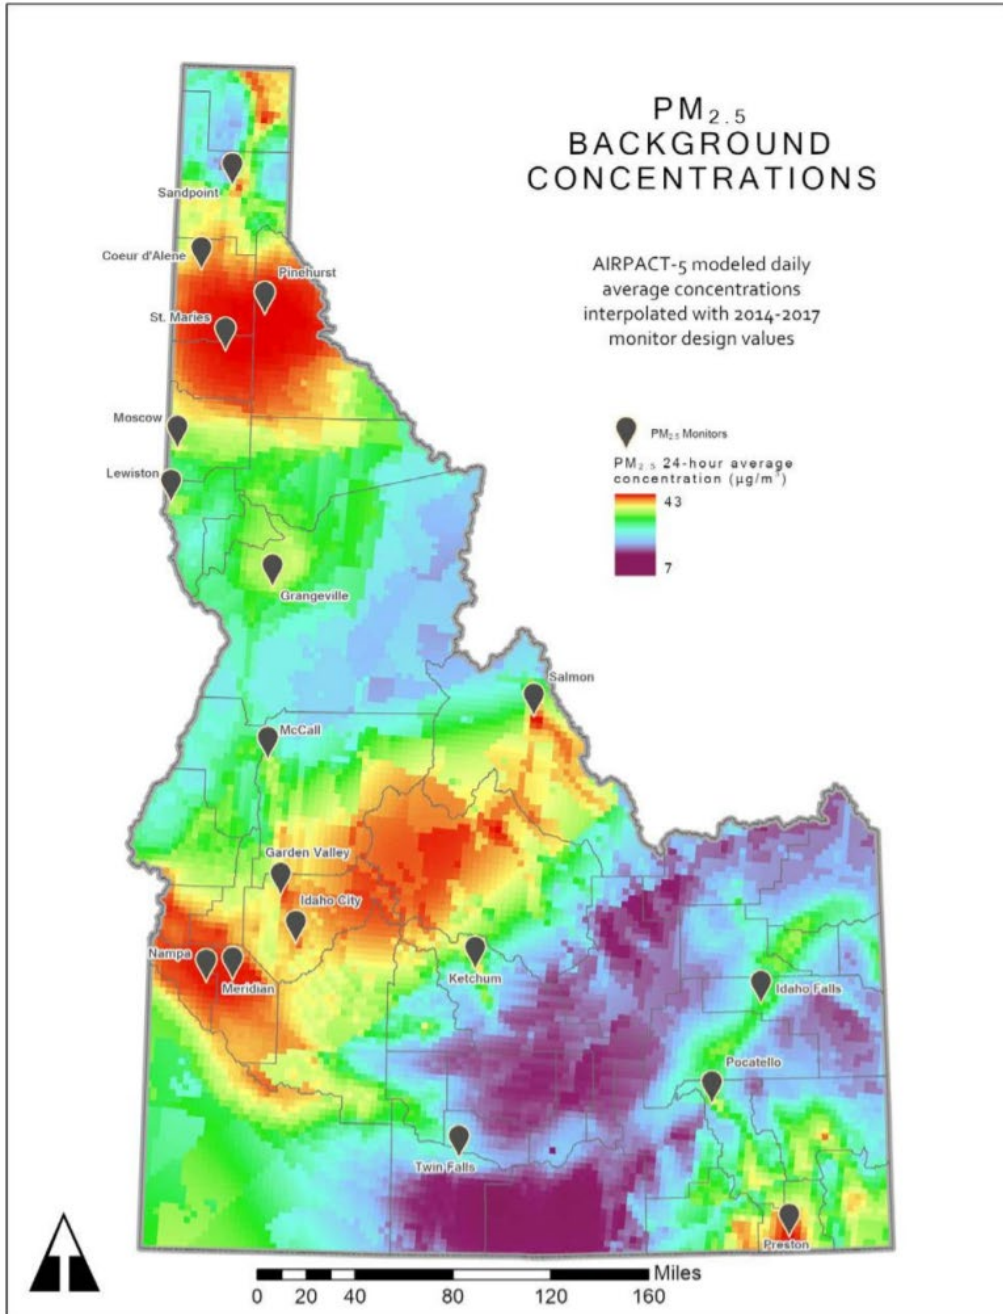 PM2.5
BACKGROUND
CONCENTRATIONS
AIRPACT-5 modeled daily
average concentrations
interpolated with 2014-2017
monitor design values
PM2.5 Monitors
PM2.5 24-hour average
concentration (µg/m3)
43
7
Sandpoint
Coeur d'Alene
Pinehurst
St. Maries
Moscow
Lewiston
Grangeville
Salmon
McCall
Garden Valley
Idaho City
Nampa
Meridian
Ketchum
Idaho Falls
Pocatello
Twin Falls
Preston
Miles
0 20 40 80 120 160